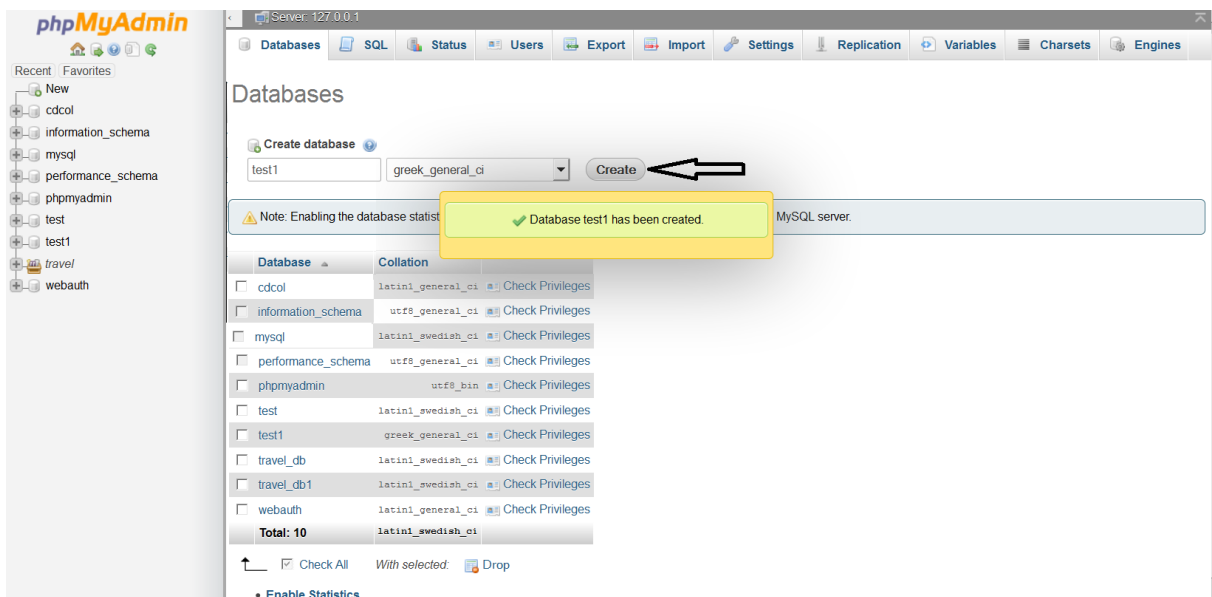 phpMyAdmin
Recent Favorites
New
cdcol
information_schema
mysql
performance_schema
phpmyadmin
test
test1
travel
webauth
Server: 127.0.0.1
Databases SQL Status Users Export Import Settings Replication Variables Charsets Engines
Databases
Create database
test1 greek_general_ci Create
Note: Enabling the database statist MySQL server.
Database test1 has been created.
Database Collation
cdcol latin1_general_ci Check Privileges
information_schema utf8_general_ci Check Privileges
mysql latin1_swedish_ci Check Privileges
performance_schema utf8_general_ci Check Privileges
phpmyadmin utf8_bin Check Privileges
test latin1_swedish_ci Check Privileges
test1 greek_general_ci Check Privileges
travel_db latin1_swedish_ci Check Privileges
travel_db1 latin1_swedish_ci Check Privileges
webauth latin1_general_ci Check Privileges
Total: 10 latin1_swedish_ci
Check All With selected: Drop
• Enable Statistics